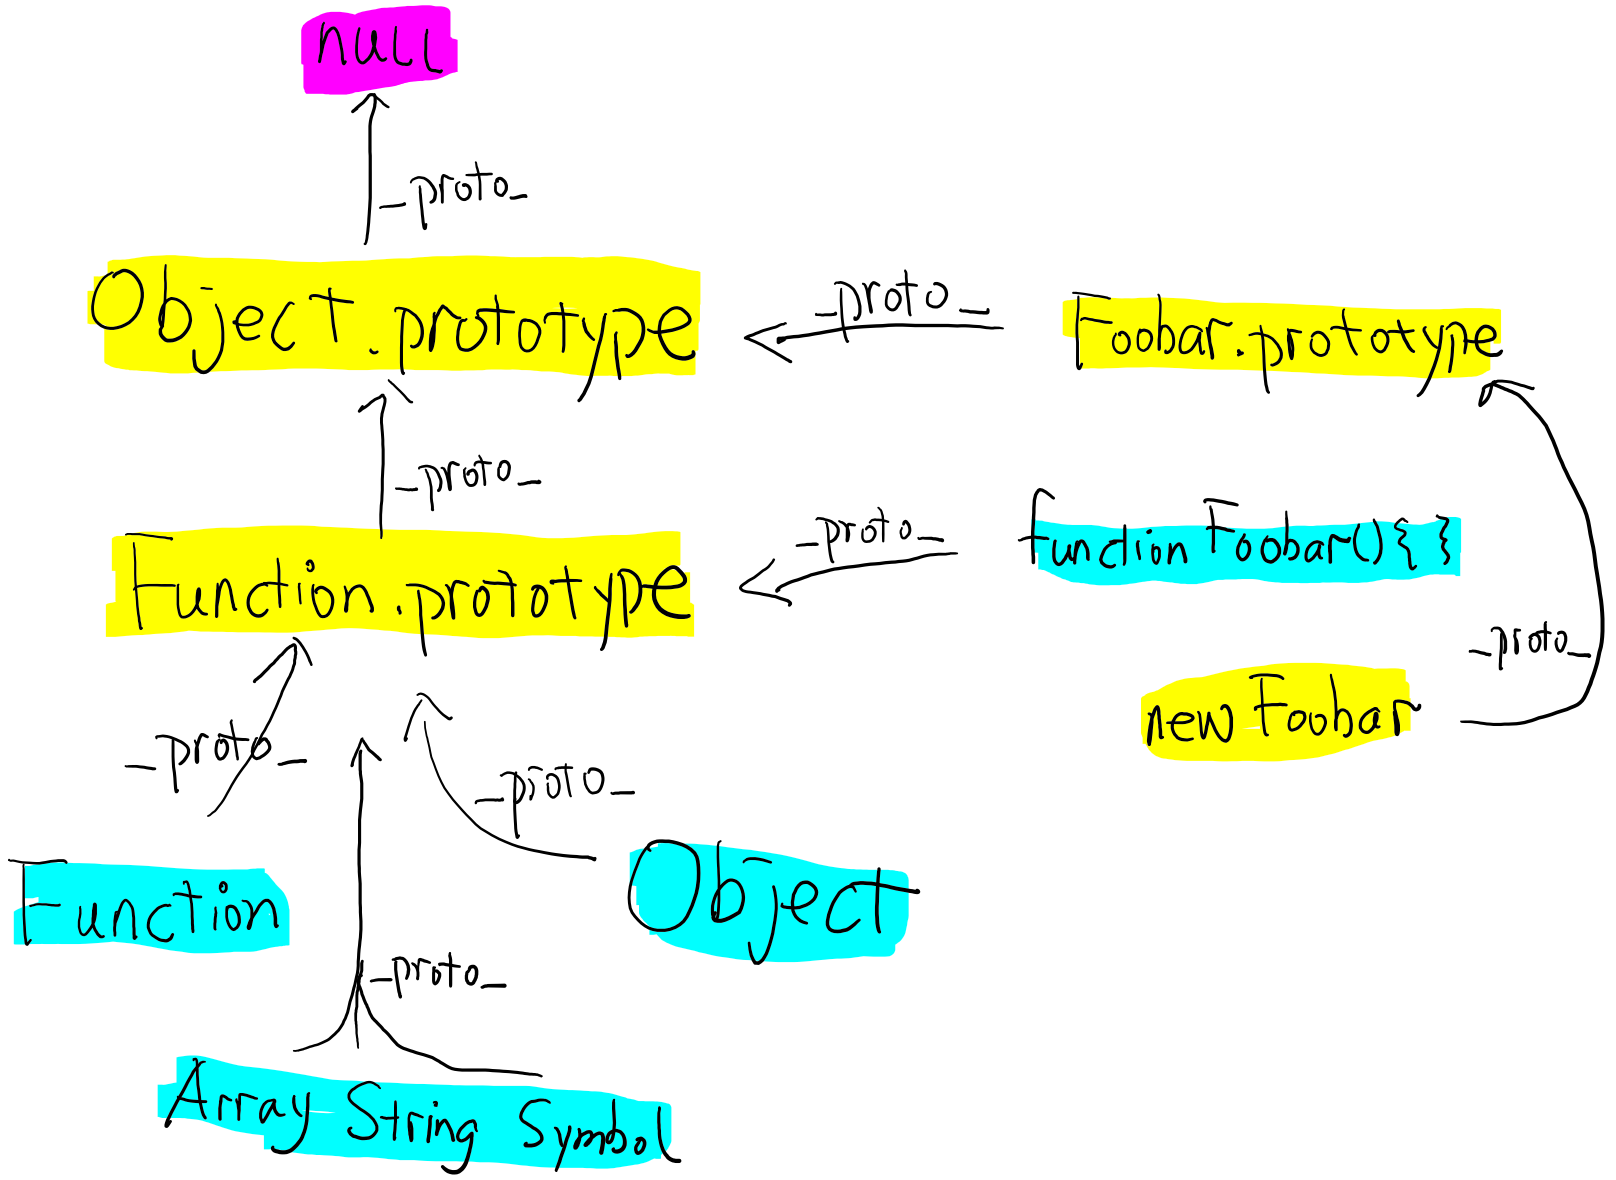 null
_proto_
Object.prototype
_proto_
Foobar.prototype
_proto_
Function.prototype
_proto_
function Foobar(){ }
_proto_
new Foobar
_proto_
_proto_
Function
Object
_proto_
Array String Symbol